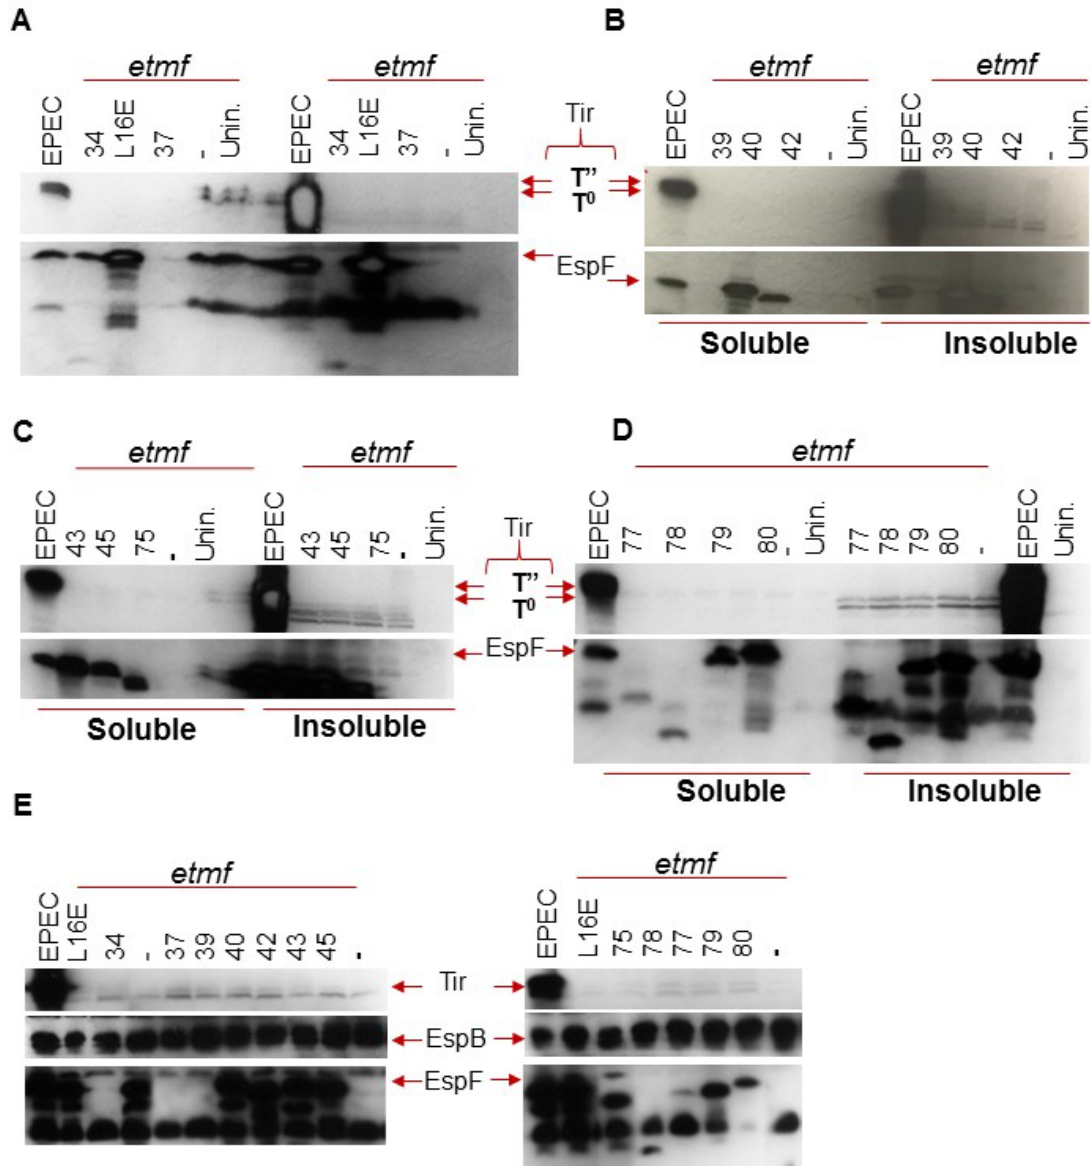 A
B
etmf
etmf
etmf
etmf
EPEC
34
L16E
37
-
Unin.
EPEC
34
L16E
37
-
Unin.
Tir
T’’
T⁰
EspF
EPEC
39
40
42
-
Unin.
EPEC
39
40
42
-
Unin.
Soluble
Insoluble
C
D
etmf
etmf
etmf
EPEC
43
45
75
-
Unin.
EPEC
43
45
75
-
Unin.
Tir
T’’
T⁰
EspF
EPEC
77
78
79
80
-
Unin.
77
78
79
80
-
EPEC
Unin.
Soluble
Insoluble
Soluble
Insoluble
E
etmf
etmf
EPEC
L16E
34
-
37
39
40
42
43
45
-
EPEC
L16E
75
78
77
79
80
-
Tir
EspB
EspF